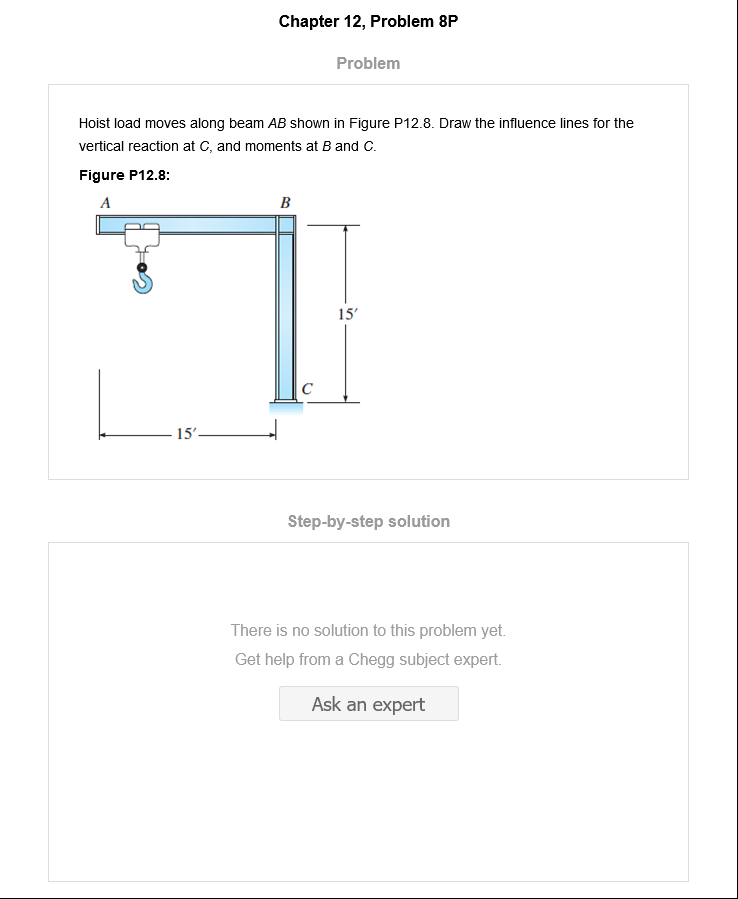 Chapter 12, Problem 8P
Problem
Hoist load moves along beam AB shown in Figure P12.8. Draw the influence lines for the
vertical reaction at C, and moments at B and C.
Figure P12.8:
A B
15′
C
15′
Step-by-step solution
There is no solution to this problem yet.
Get help from a Chegg subject expert.
Ask an expert